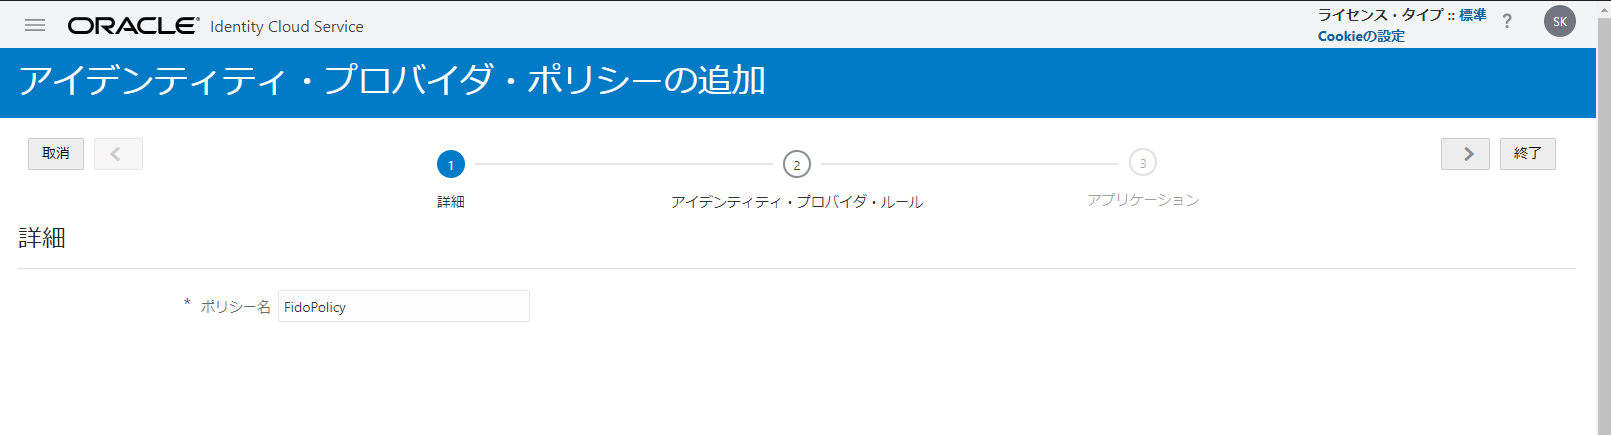 ORACLE Identity Cloud Service
ライセンス・タイプ :: 標準
Cookieの設定
?
SK
アイデンティティ・プロバイダ・ポリシーの追加
取消
1
2
3
終了
詳細
アイデンティティ・プロバイダ・ルール
アプリケーション
詳細
* ポリシー名 FidoPolicy